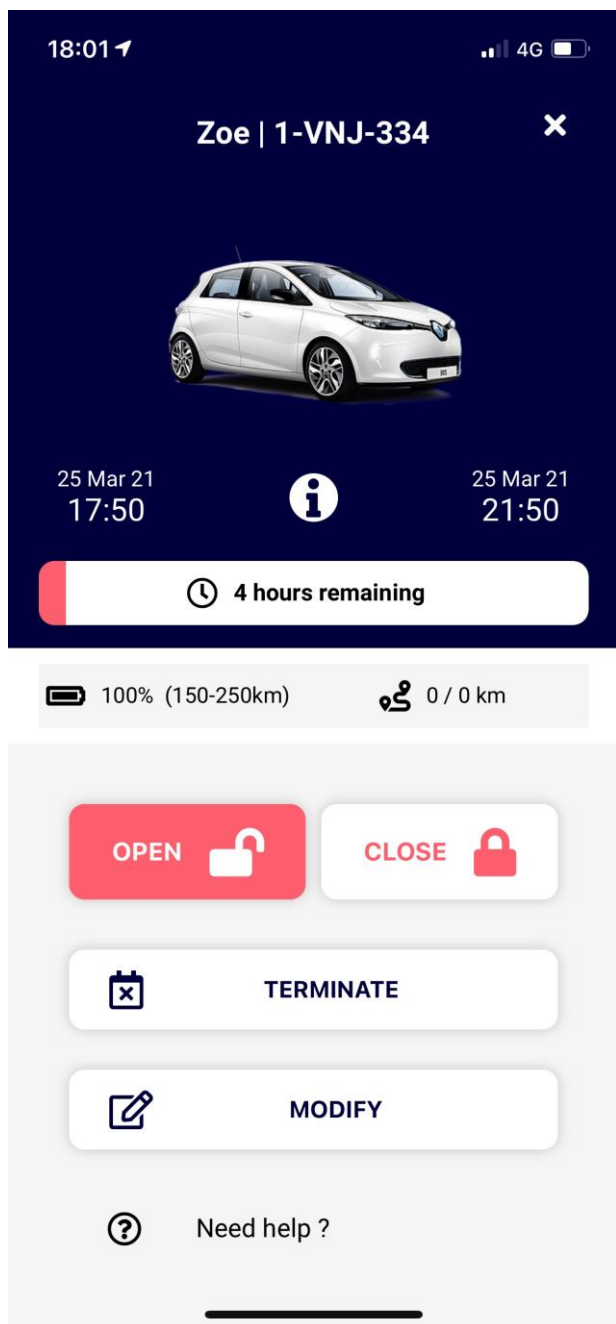 18:01
4G
Zoe | 1-VNJ-334
25 Mar 21
17:50
25 Mar 21
21:50
4 hours remaining
100% (150-250km)
0 / 0 km
OPEN
CLOSE
TERMINATE
MODIFY
Need help ?